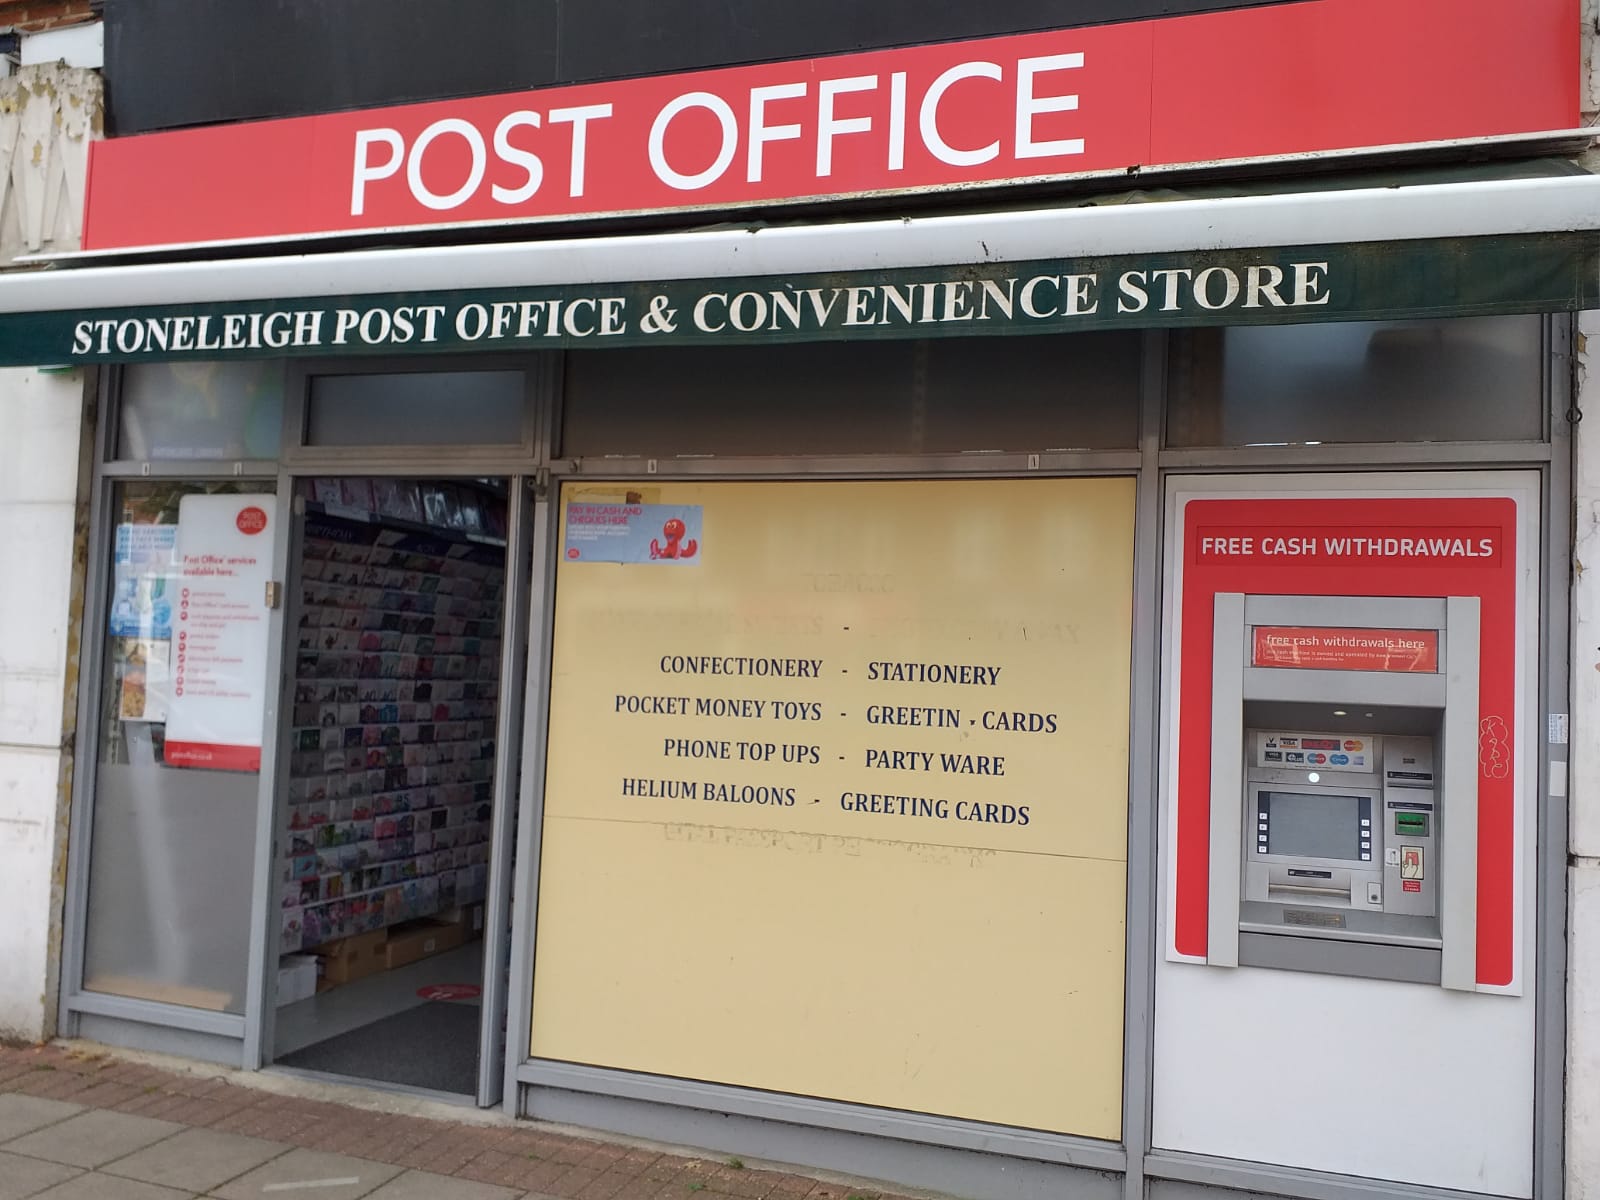 POST OFFICE
STONELEIGH POST OFFICE & CONVENIENCE STORE
POST OFFICE
Post Office services
available here...
BIRTHDAY
PAY IN CASH AND
CHEQUES HERE
CONFECTIONERY - STATIONERY
POCKET MONEY TOYS - GREETIN CARDS
PHONE TOP UPS - PARTY WARE
HELIUM BALOONS - GREETING CARDS
FREE CASH WITHDRAWALS
free cash withdrawals here
VISA